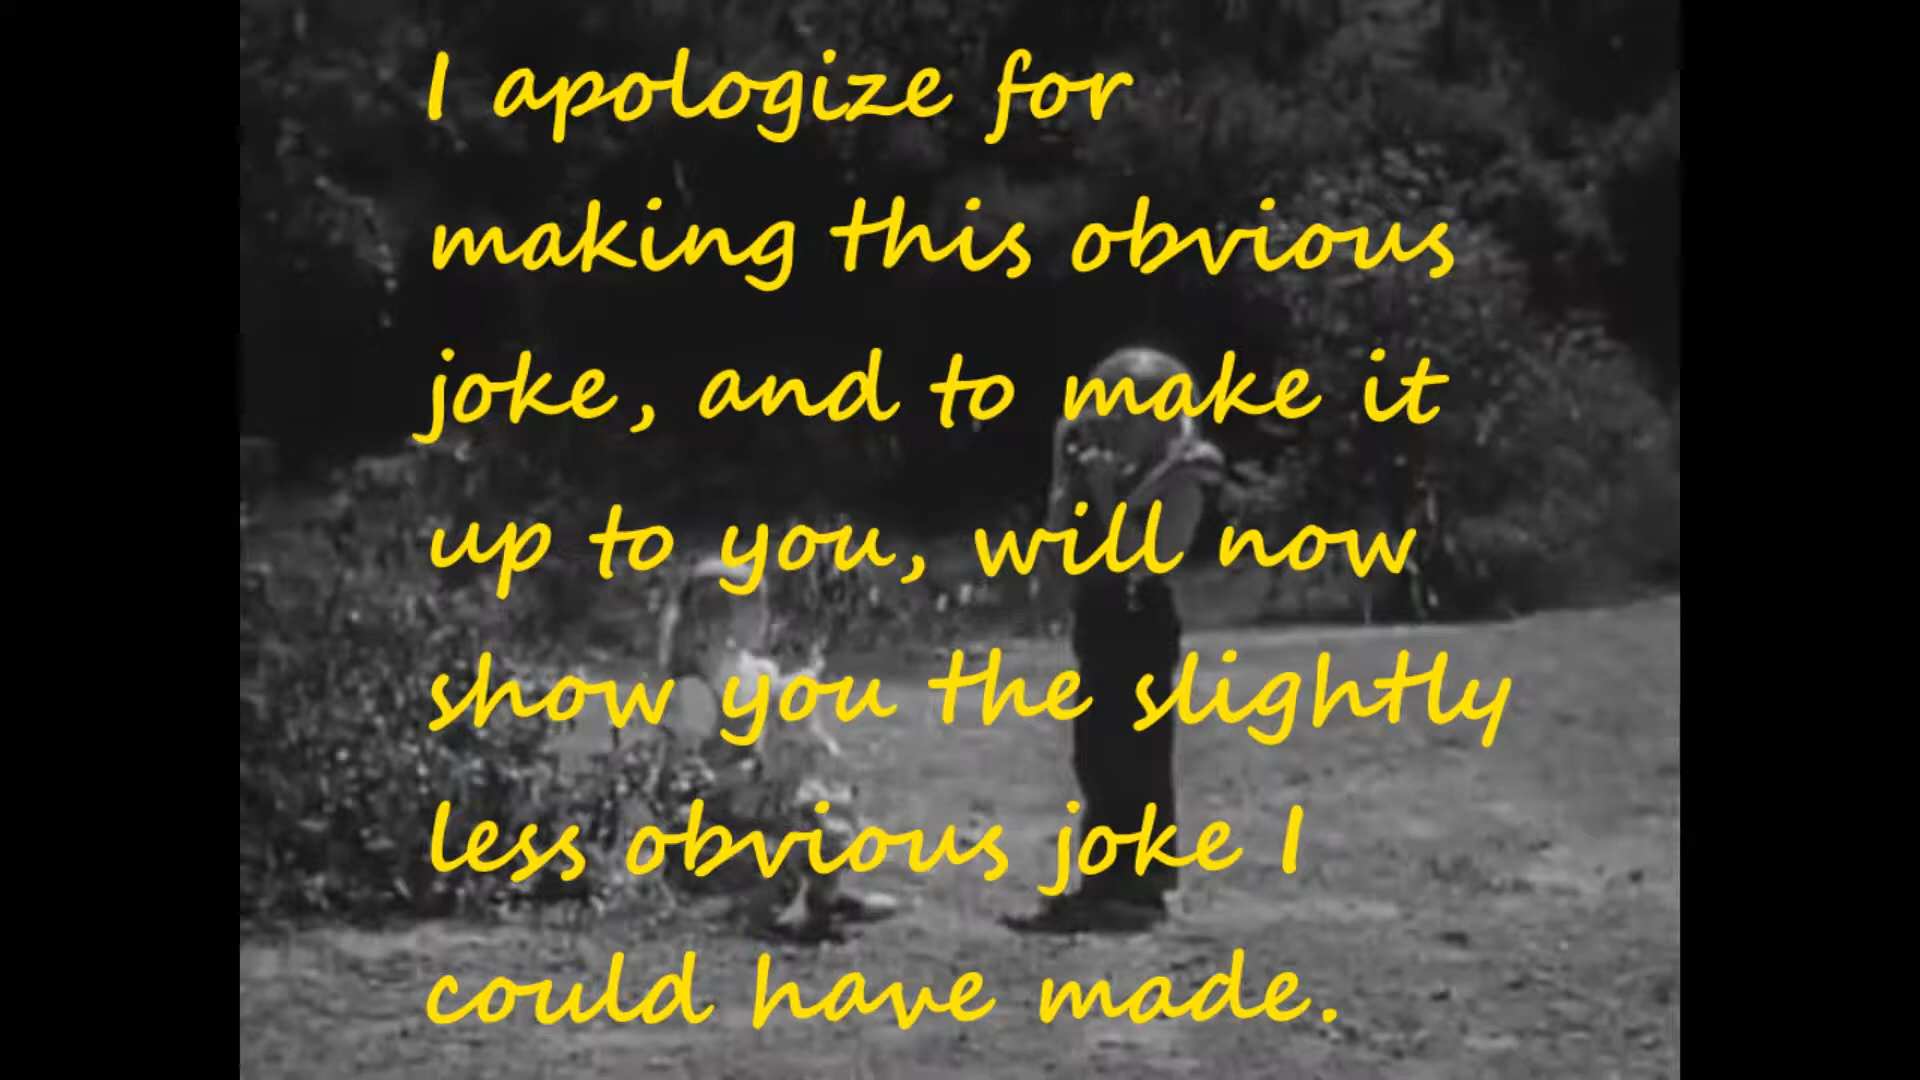 I apologize for
making this obvious
joke, and to make it
up to you, will now
show you the slightly
less obvious joke I
could have made.